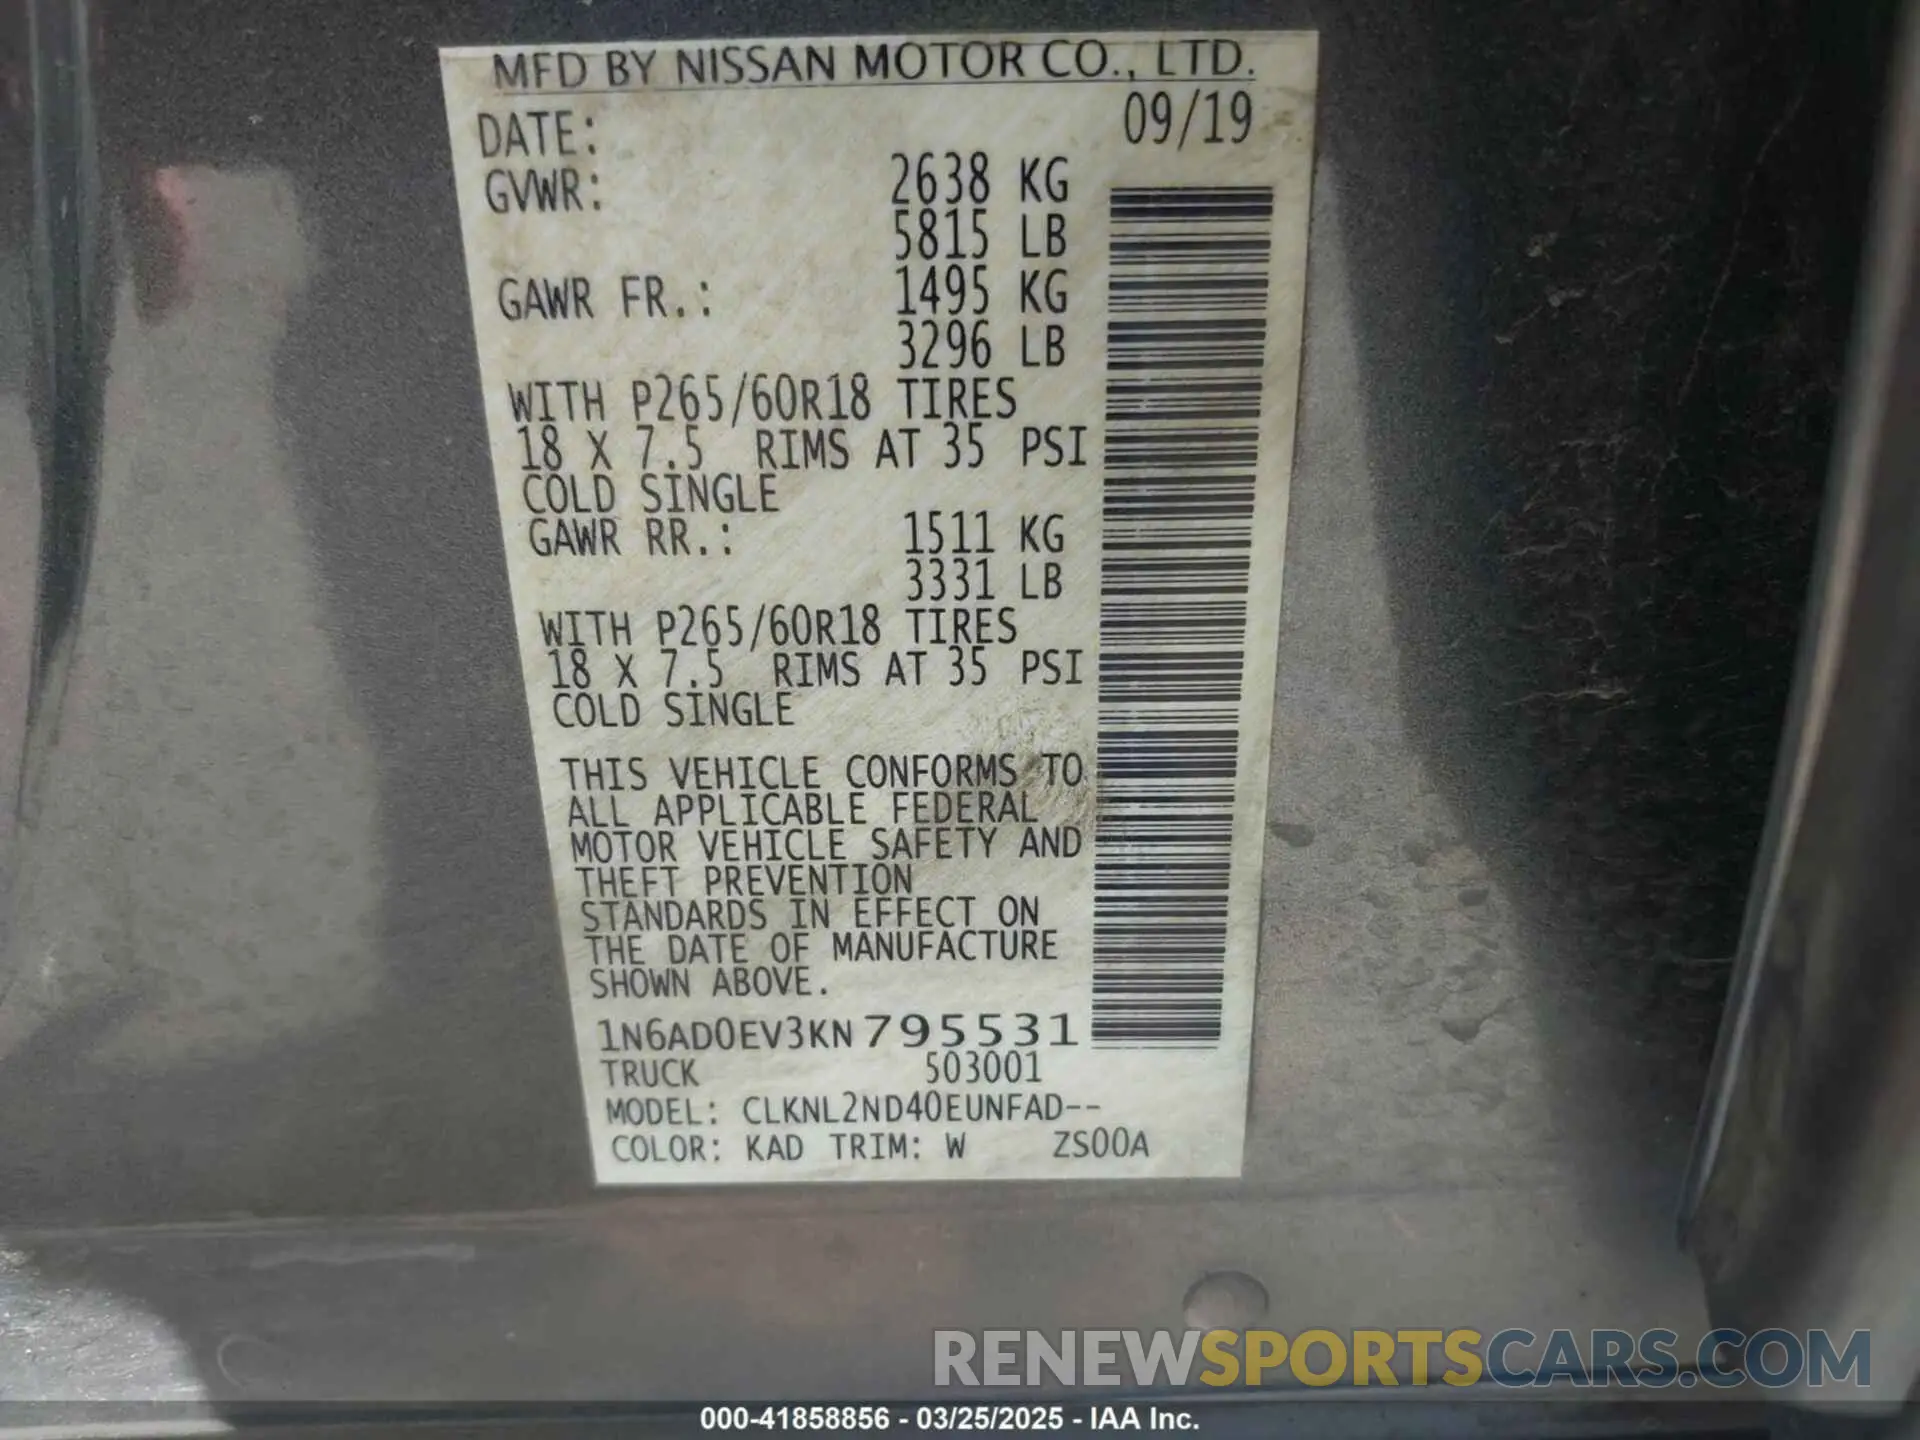 MFD BY NISSAN MOTOR CO., LTD.
DATE: 09/19
GVWR: 2638 KG
5815 LB
GAWR FR.: 1495 KG
3296 LB
WITH P265/60R18 TIRES
18 X 7.5 RIMS AT 35 PSI
COLD SINGLE
GAWR RR.: 1511 KG
3331 LB
WITH P265/60R18 TIRES
18 X 7.5 RIMS AT 35 PSI
COLD SINGLE
THIS VEHICLE CONFORMS TO
ALL APPLICABLE FEDERAL
MOTOR VEHICLE SAFETY AND
THEFT PREVENTION
STANDARDS IN EFFECT ON
THE DATE OF MANUFACTURE
SHOWN ABOVE.
1N6AD0EV3KN795531
TRUCK 503001
MODEL: CLKNL2ND40EUNFAD--
COLOR: KAD TRIM: W ZS00A
RENEWSPORTSCARS.COM
000-41858856 - 03/25/2025 - IAA Inc.